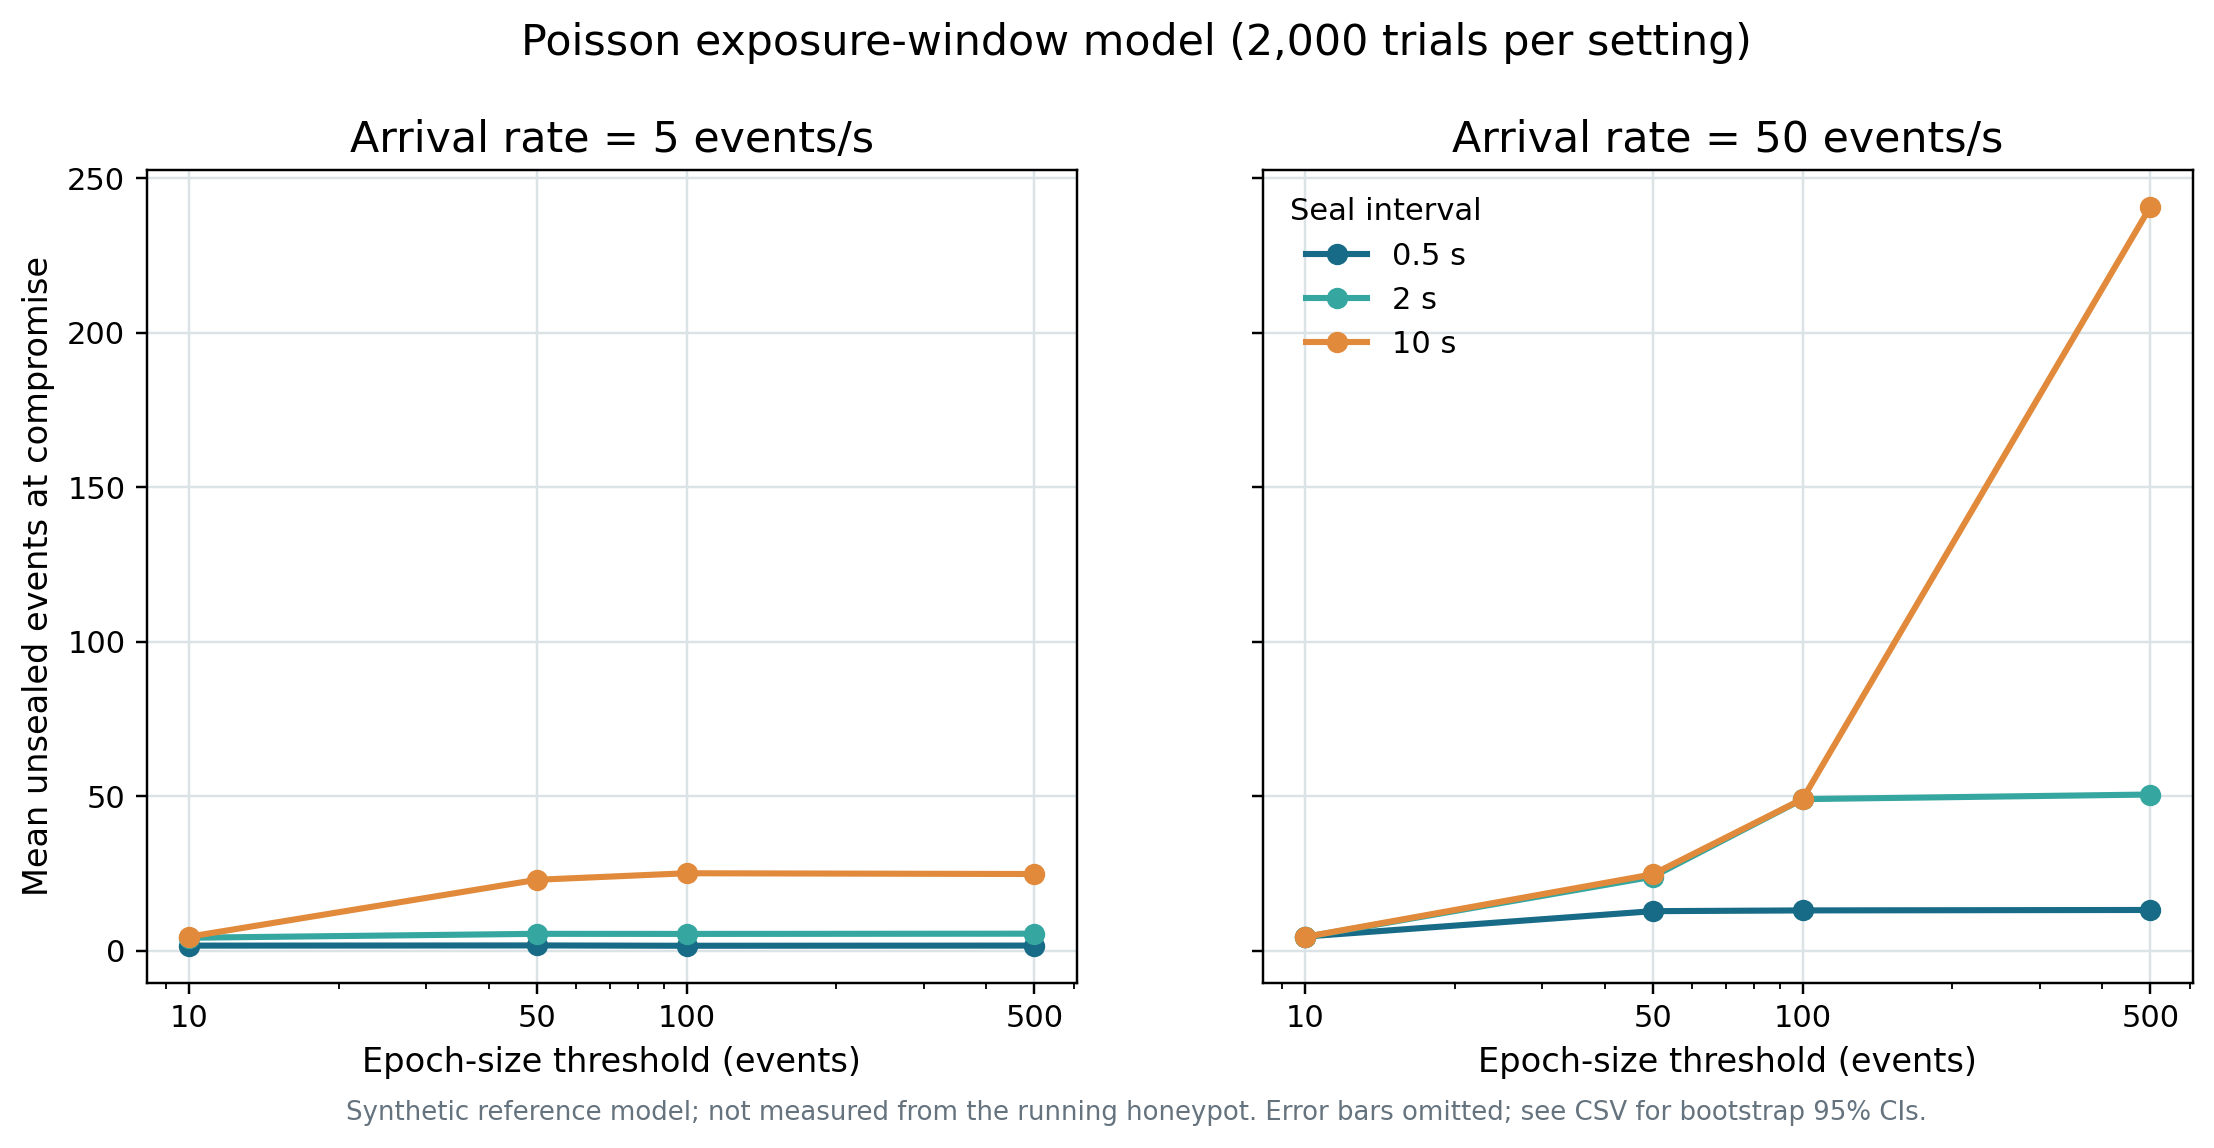 Poisson exposure-window model (2,000 trials per setting)
Arrival rate = 5 events/s
Mean unsealed events at compromise
250
200
150
100
50
0
10 50 100 500
Epoch-size threshold (events)
Arrival rate = 50 events/s
Seal interval
0.5 s
2 s
10 s
10 50 100 500
Epoch-size threshold (events)
Synthetic reference model; not measured from the running honeypot. Error bars omitted; see CSV for bootstrap 95% CIs.